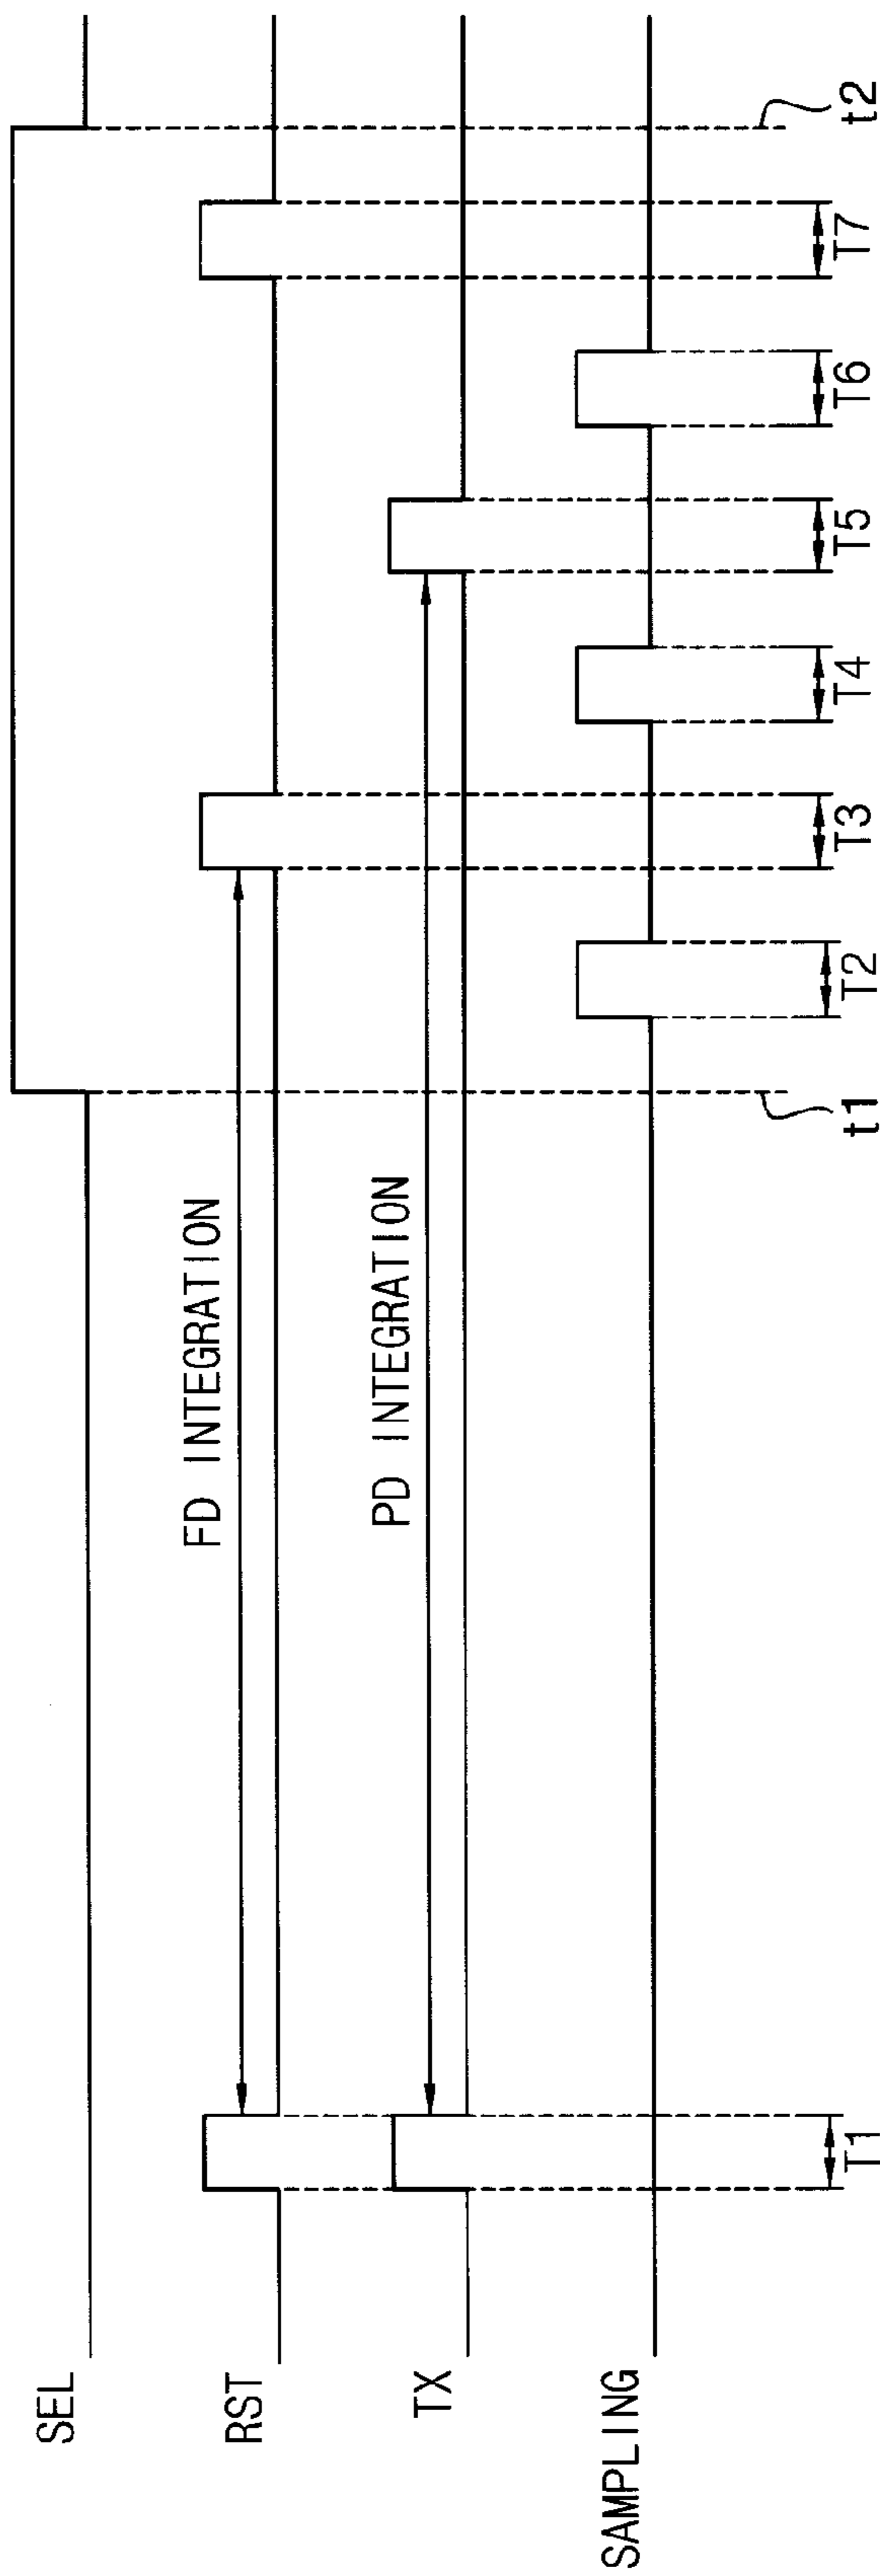 SEL
RST
FD INTEGRATION
TX
PD INTEGRATION
SAMPLING
T1
t1
T2
T3
T4
T5
T6
T7
t2